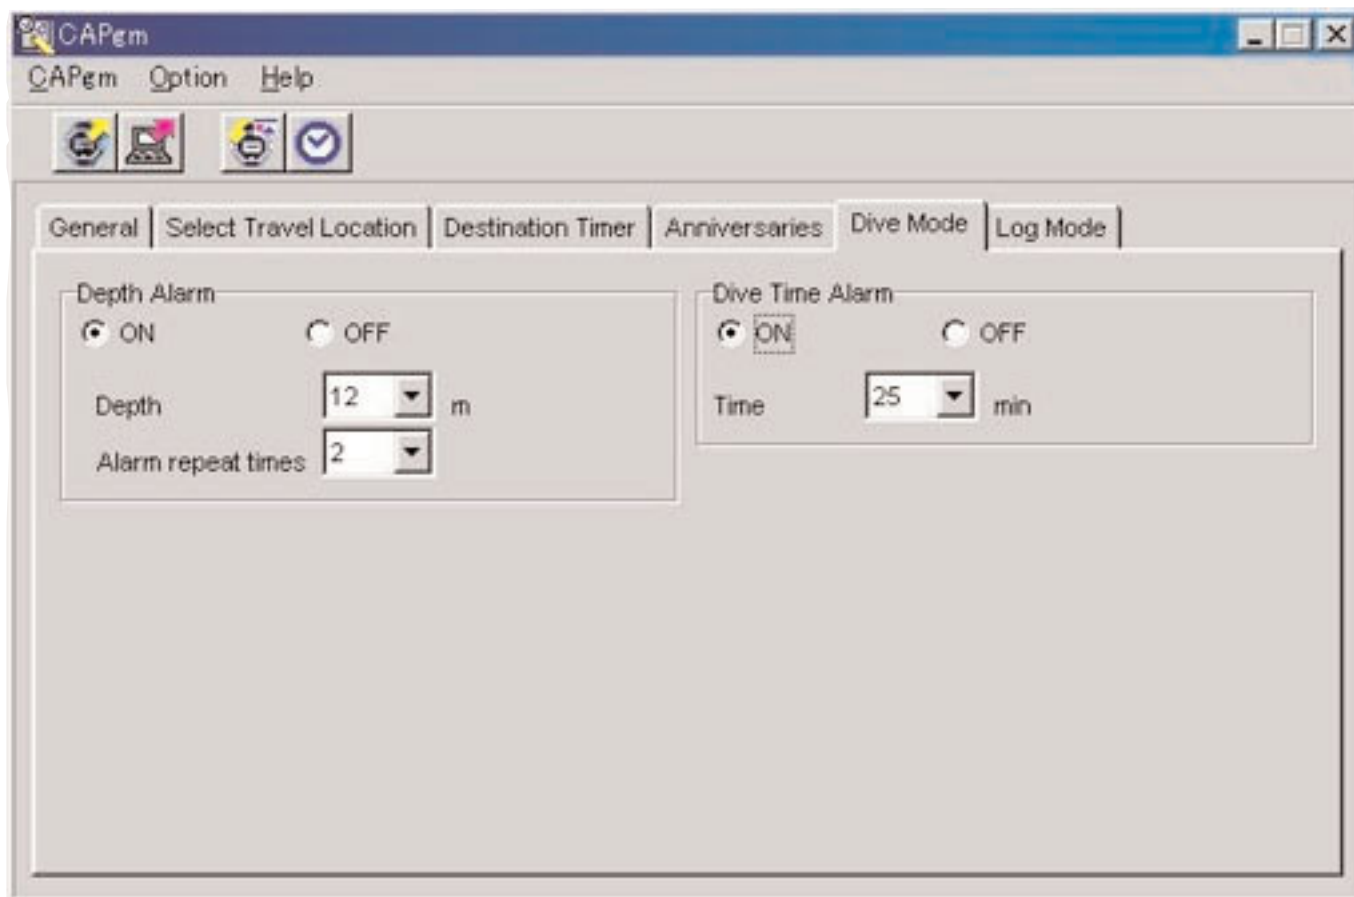 CAPgm
CAPgm Option Help
General Select Travel Location Destination Timer Anniversaries Dive Mode Log Mode
Depth Alarm
ON OFF
Depth 12 m
Alarm repeat times 2
Dive Time Alarm
ON OFF
Time 25 min